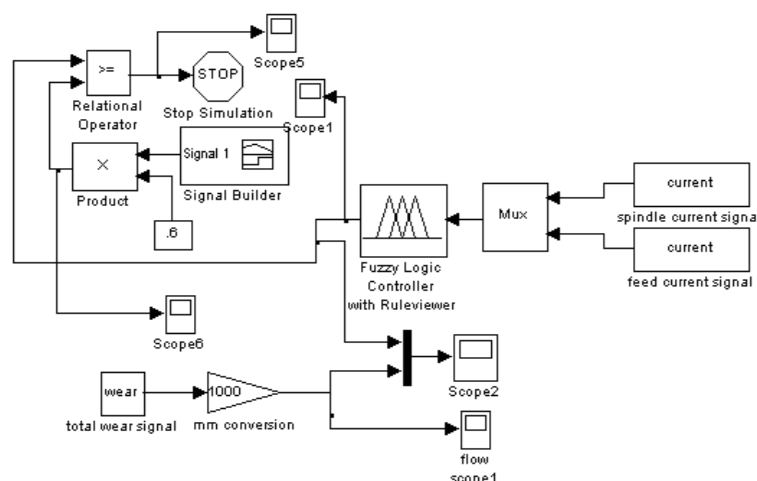 Scope5
>=
STOP
Relational
Operator
Stop Simulation
Scope1
Signal 1
×
Product
Signal Builder
.6
current
spindle current signa
Mux
current
feed current signal
Fuzzy Logic
Controller
with Ruleviewer
Scope6
Scope2
wear
1000
total wear signal
mm conversion
flow
scope1